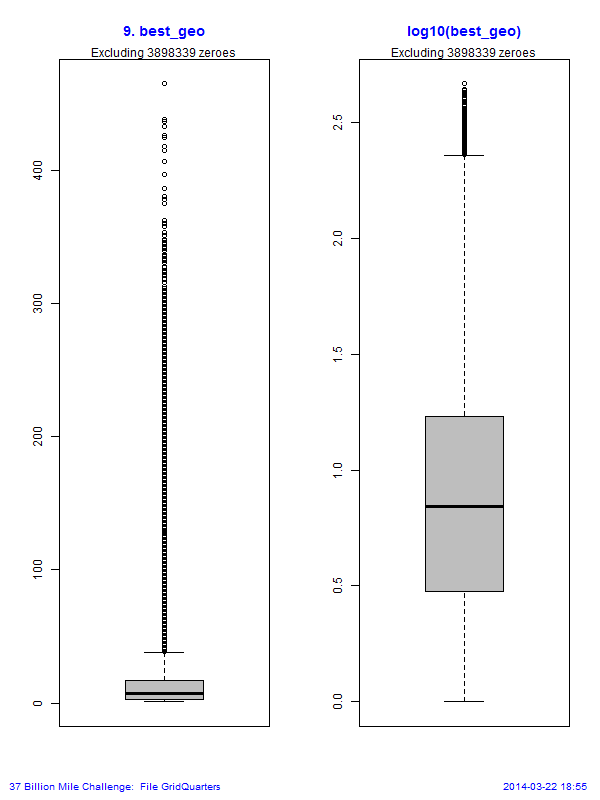 9. best_geo
Excluding 3898339 zeroes
400
300
200
100
0
log10(best_geo)
Excluding 3898339 zeroes
2.5
2.0
1.5
1.0
0.5
0.0
37 Billion Mile Challenge: File GridQuarters
2014-03-22 18:55